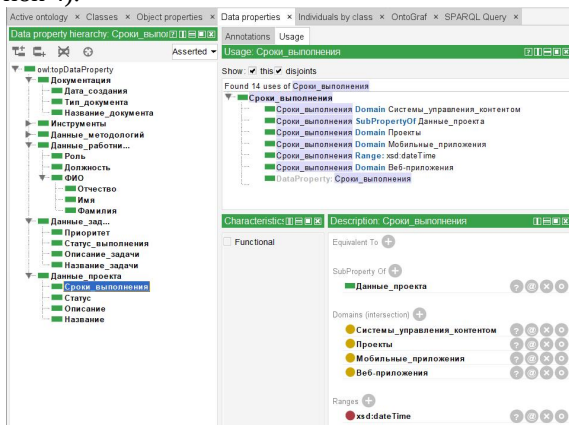 Active ontology × Classes × Object properties × Data properties × Individuals by class × OntoGraf × SPARQL Query ×
Data property hierarchy: Сроки_выпол
Asserted
owl:topDataProperty
Документация
Дата_создания
Тип_документа
Название_документа
Инструменты
Данные_методологий
Данные_работни...
Роль
Должность
ФИО
Отчество
Имя
Фамилия
Данные_зад...
Приоритет
Статус_выполнения
Описание_задачи
Название_задачи
Данные_проекта
Сроки_выполнения
Статус
Описание
Название
Annotations Usage
Usage: Сроки_выполнения
Show: this disjoints
Found 14 uses of Сроки_выполнения
Сроки_выполнения
Сроки_выполнения Domain Системы_управления_контентом
Сроки_выполнения SubPropertyOf Данные_проекта
Сроки_выполнения Domain Проекты
Сроки_выполнения Domain Мобильные_приложения
Сроки_выполнения Range: xsd:dateTime
Сроки_выполнения Domain Веб-приложения
DataProperty: Сроки_выполнения
Characteristics
Functional
Description: Сроки_выполнения
Equivalent To
SubProperty Of
Данные_проекта
Domains (intersection)
Системы_управления_контентом
Проекты
Мобильные_приложения
Веб-приложения
Ranges
xsd:dateTime